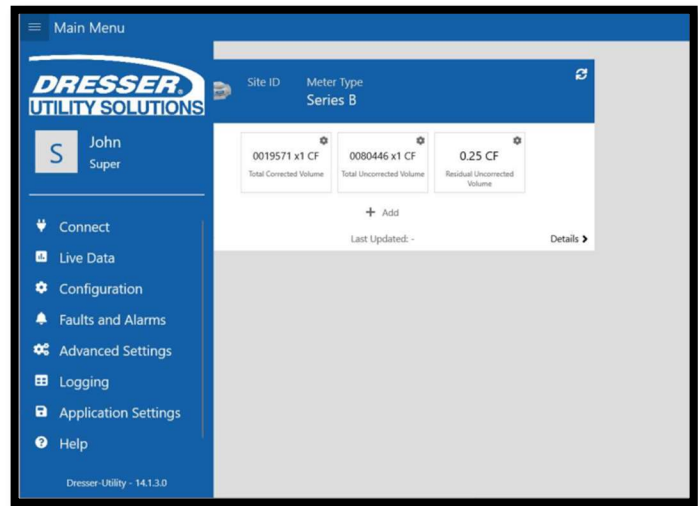 Main Menu
DRESSER
UTILITY SOLUTIONS
S
John
Super
Connect
Live Data
Configuration
Faults and Alarms
Advanced Settings
Logging
Application Settings
Help
Dresser-Utility - 14.1.3.0
Site ID
Meter Type
Series B
0019571 x1 CF
Total Corrected Volume
0080446 x1 CF
Total Uncorrected Volume
0.25 CF
Residual Uncorrected
Volume
+ Add
Last Updated: -
Details